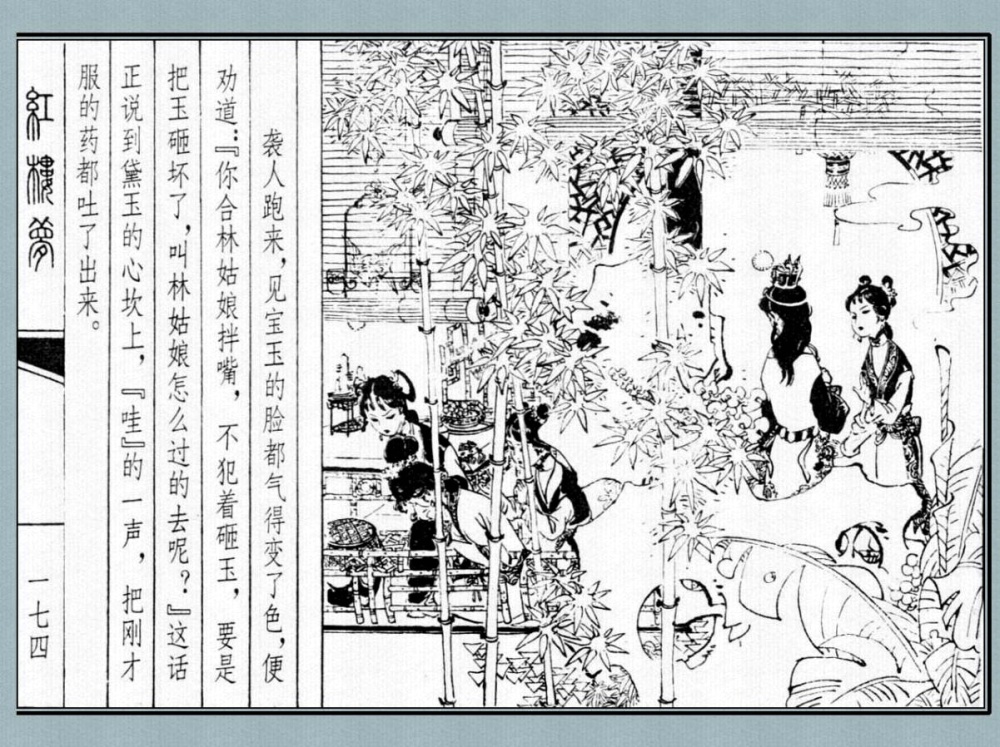 袭人跑来，见宝玉的脸都气得变了色，便
劝道：『你合林姑娘拌嘴，不犯着砸玉，要是
把玉砸坏了，叫林姑娘怎么过的去呢？』这话
正说到黛玉的心坎上，『哇』的一声，把刚才
服的药都吐了出来。
红楼梦
一七四